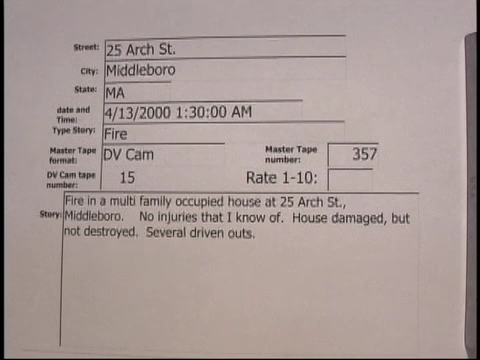 Street: 25 Arch St.
City: Middleboro
State: MA
date and Time: 4/13/2000 1:30:00 AM
Type Story: Fire
Master Tape format: DV Cam Master Tape number: 357
DV Cam tape number: 15 Rate 1-10:
Story: Fire in a multi family occupied house at 25 Arch St.,
Middleboro. No injuries that I know of. House damaged, but
not destroyed. Several driven outs.